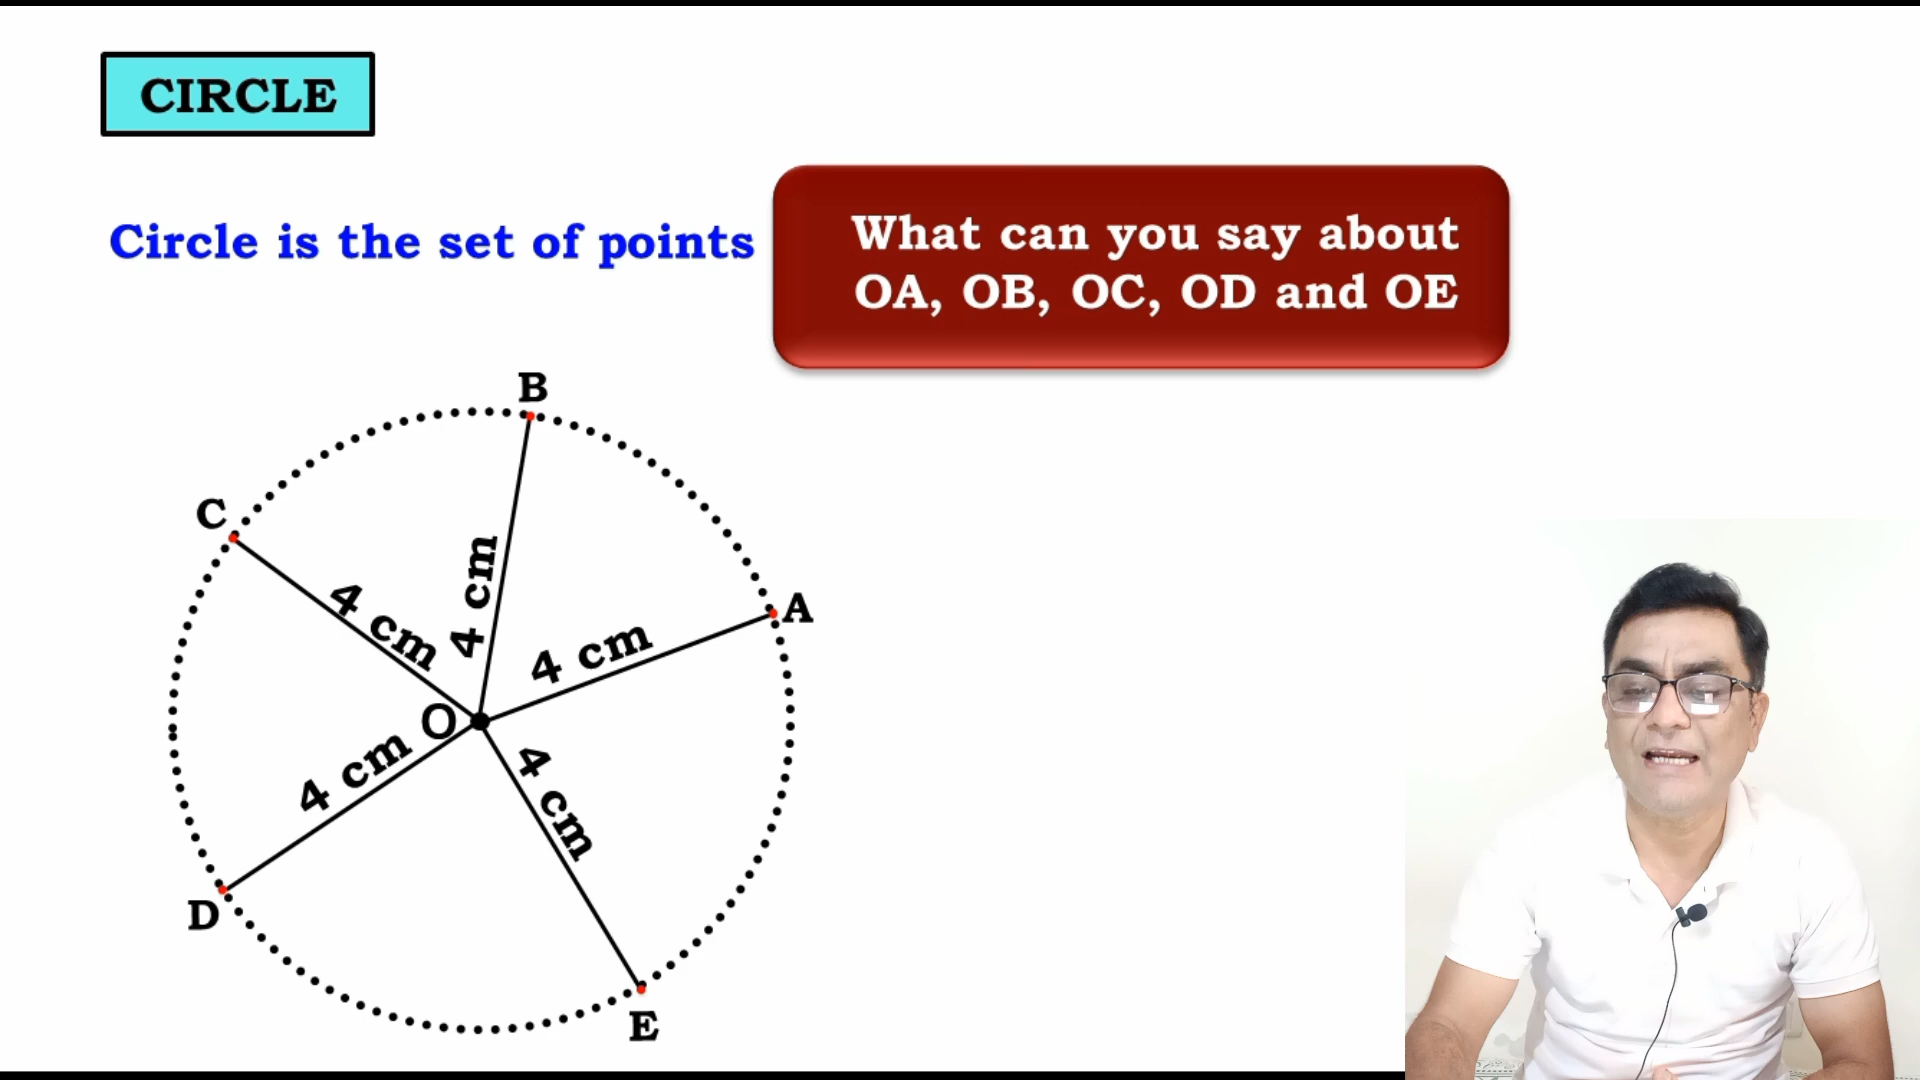 CIRCLE
Circle is the set of points
What can you say about
OA, OB, OC, OD and OE
B
C
4 cm
4 cm
A
4 cm
O
4 cm
4 cm
D
E